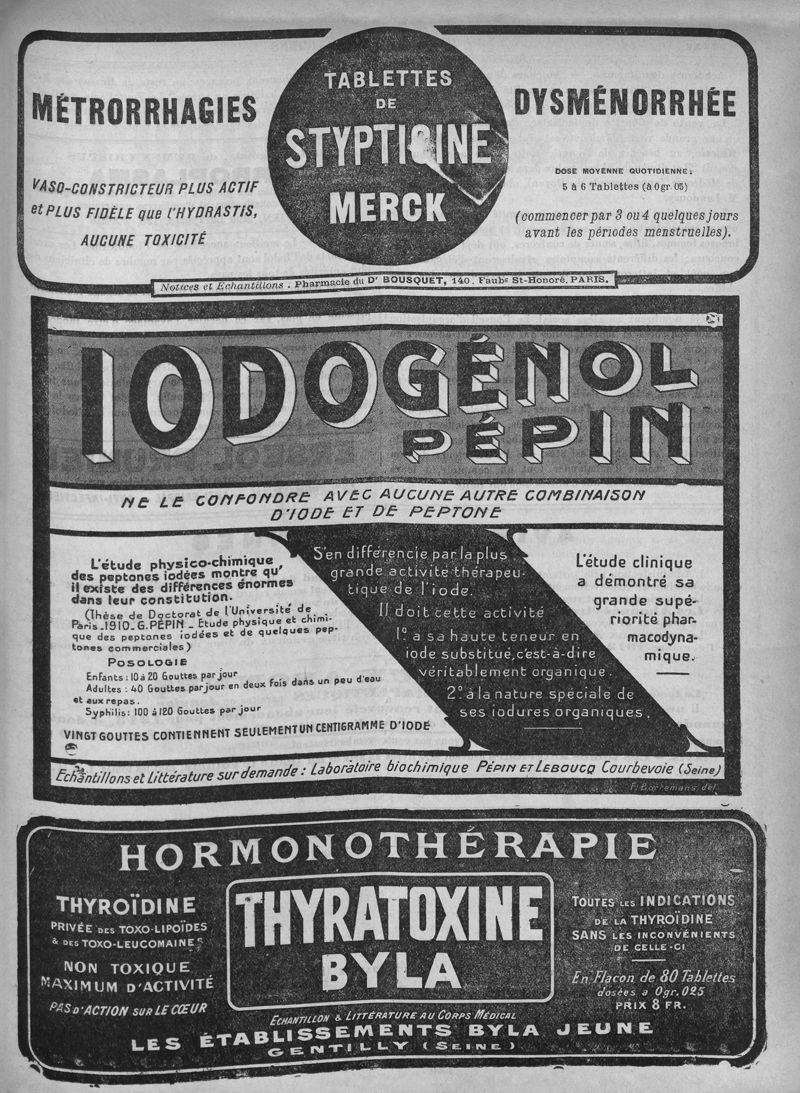 MÉTRORRHAGIES
VASO-CONSTRICTEUR PLUS ACTIF
et PLUS FIDÈLE que l'HYDRASTIS,
AUCUNE TOXICITÉ
TABLETTES
DE
STYPTICINE
MERCK
DYSMÉNORRHÉE
DOSE MOYENNE QUOTIDIENNE;
5 à 6 Tablettes (à 0gr. 05)
(commencer par 3 ou 4 quelques jours
avant les périodes menstruelles).
Notices et Echantillons. Pharmacie du Dr BOUSQUET, 140. Faubg St-Honoré. PARIS.
IODOGÉNOL
PÉPIN
NE LE CONFONDRE AVEC AUCUNE AUTRE COMBINAISON
D'IODE ET DE PEPTONE
L'étude physico-chimique
des peptones iodées montre qu'
il existe des différences énormes
dans leur constitution.
(Thèse de Doctorat de l'Université de
Paris_1910_G.PÉPIN_ Étude physique et chimi-
que des peptones iodées et de quelques pep-
tones commerciales)
POSOLOGIE
Enfants: 10 à 20 Gouttes par jour
Adultes: 40 Gouttes par jour en deux fois dans un peu d'eau
et aux repas.
Syphilis: 100 à 120 Gouttes par jour
VINGT GOUTTES CONTIENNENT SEULEMENT UN CENTIGRAMME D'IODE
S'en différencie par la plus
grande activité thérapeu-
tique de l'iode.
Il doit cette activité
1° à sa haute teneur en
iode substitué, c'est-à-dire
véritablement organique.
2° à la nature spéciale de
ses iodures organiques.
L'étude clinique
a démontré sa
grande supé-
riorité phar-
macodyna-
mique.
Echantillons et Littérature sur demande: Laboratoire biochimique PÉPIN ET LEBOUCQ Courbevoie (Seine)
HORMONOTHÉRAPIE
THYROÏDINE
PRIVÉE DES TOXO-LIPOÏDES
& DES TOXO-LEUCOMAINES
NON TOXIQUE
MAXIMUM D'ACTIVITÉ
PAS D'ACTION SUR LE CŒUR
THYRATOXINE
BYLA
TOUTES LES INDICATIONS
DE LA THYROÏDINE
SANS LES INCONVÉNIENTS
DE CELLE-CI
En Flacon de 80 Tablettes
dosées à 0gr. 025
PRIX 8 FR.
ECHANTILLON & LITTÉRATURE AU CORPS MÉDICAL
LES ÉTABLISSEMENTS BYLA JEUNE
GENTILLY (SEINE)